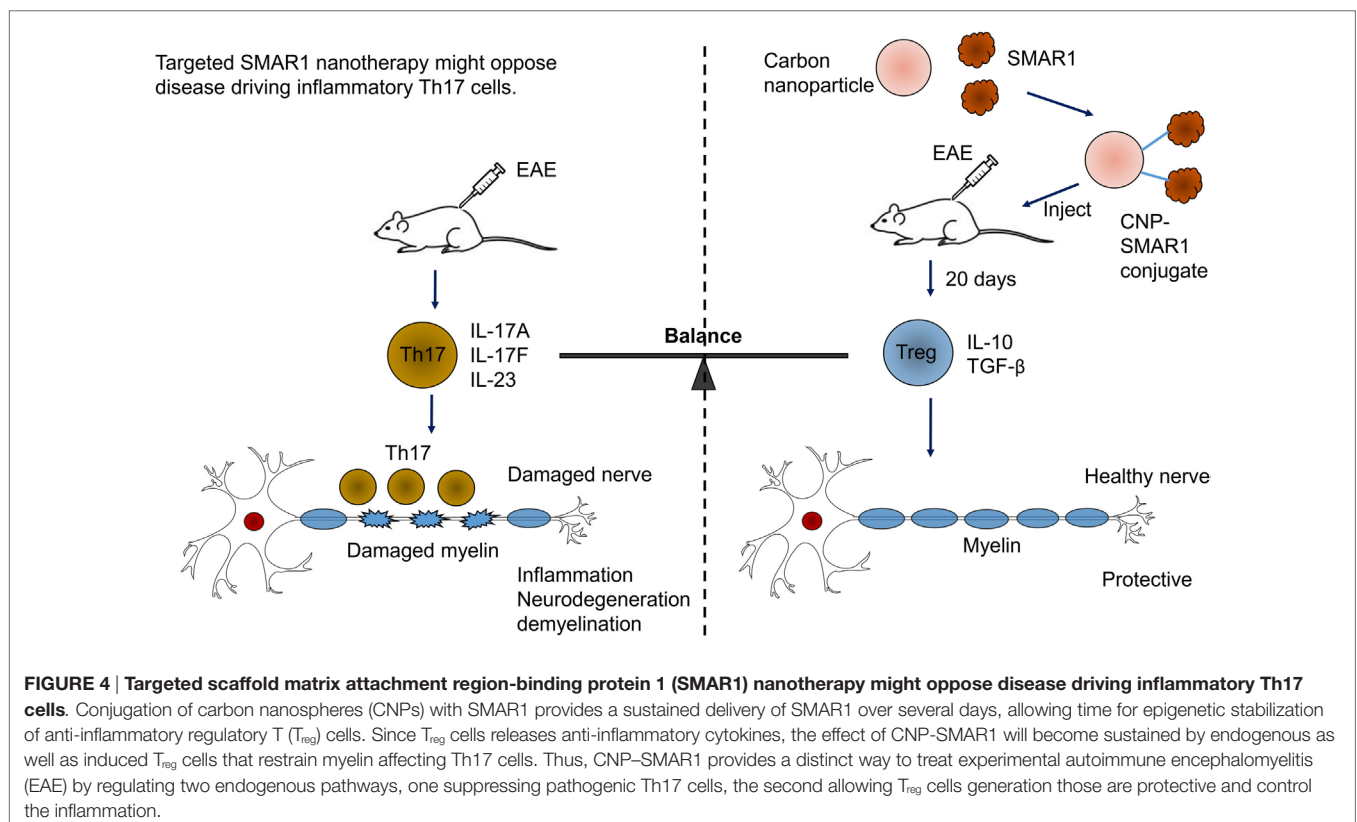 Targeted SMAR1 nanotherapy might oppose
disease driving inflammatory Th17 cells.
EAE
Th17
IL-17A
IL-17F
IL-23
Th17
Damaged nerve
Damaged myelin
Inflammation
Neurodegeneration
demyelination
Balance
Carbon
nanoparticle
SMAR1
EAE
Inject
CNP-
SMAR1
conjugate
20 days
Treg
IL-10
TGF-β
Healthy nerve
Myelin
Protective
FIGURE 4 | Targeted scaffold matrix attachment region-binding protein 1 (SMAR1) nanotherapy might oppose disease driving inflammatory Th17
cells. Conjugation of carbon nanospheres (CNPs) with SMAR1 provides a sustained delivery of SMAR1 over several days, allowing time for epigenetic stabilization
of anti-inflammatory regulatory T (Treg) cells. Since Treg cells releases anti-inflammatory cytokines, the effect of CNP-SMAR1 will become sustained by endogenous as
well as induced Treg cells that restrain myelin affecting Th17 cells. Thus, CNP–SMAR1 provides a distinct way to treat experimental autoimmune encephalomyelitis
(EAE) by regulating two endogenous pathways, one suppressing pathogenic Th17 cells, the second allowing Treg cells generation those are protective and control
the inflammation.